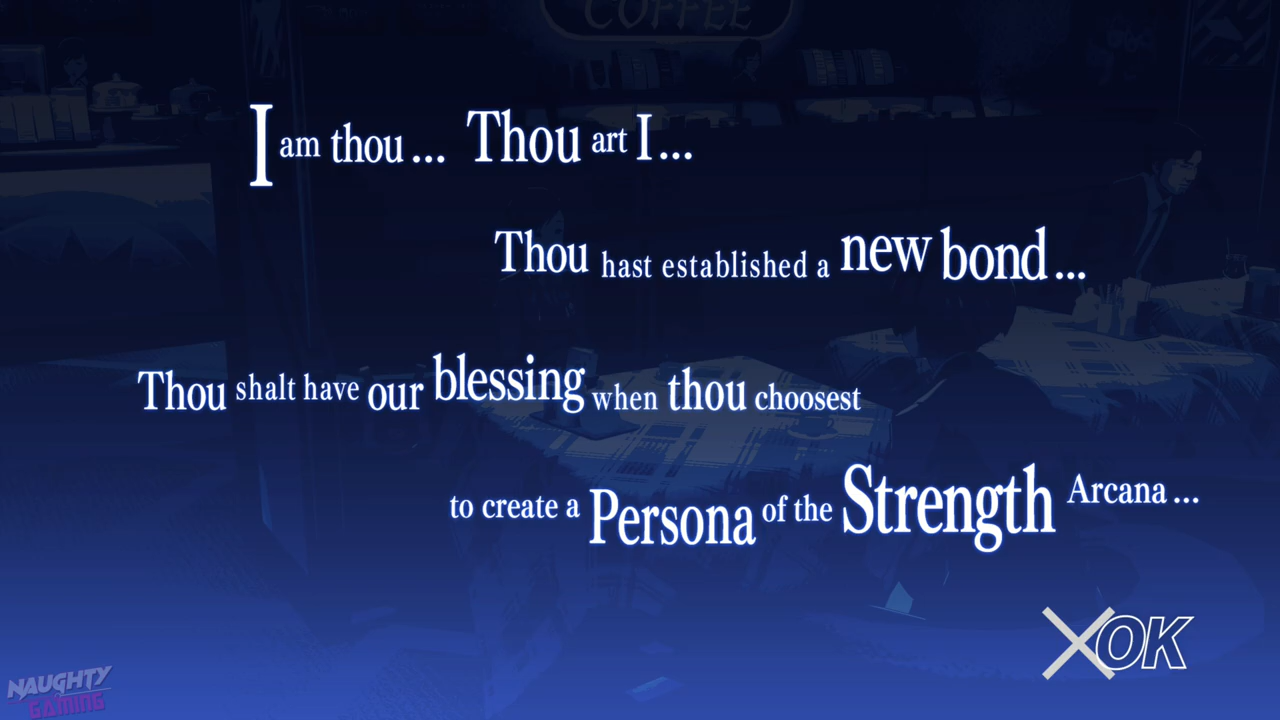 COFFEE
I am thou... Thou art I...
Thou hast established a new bond...
Thou shalt have our blessing when thou choosest
to create a Persona of the Strength Arcana...
OK
NAUGHTY
GAMING